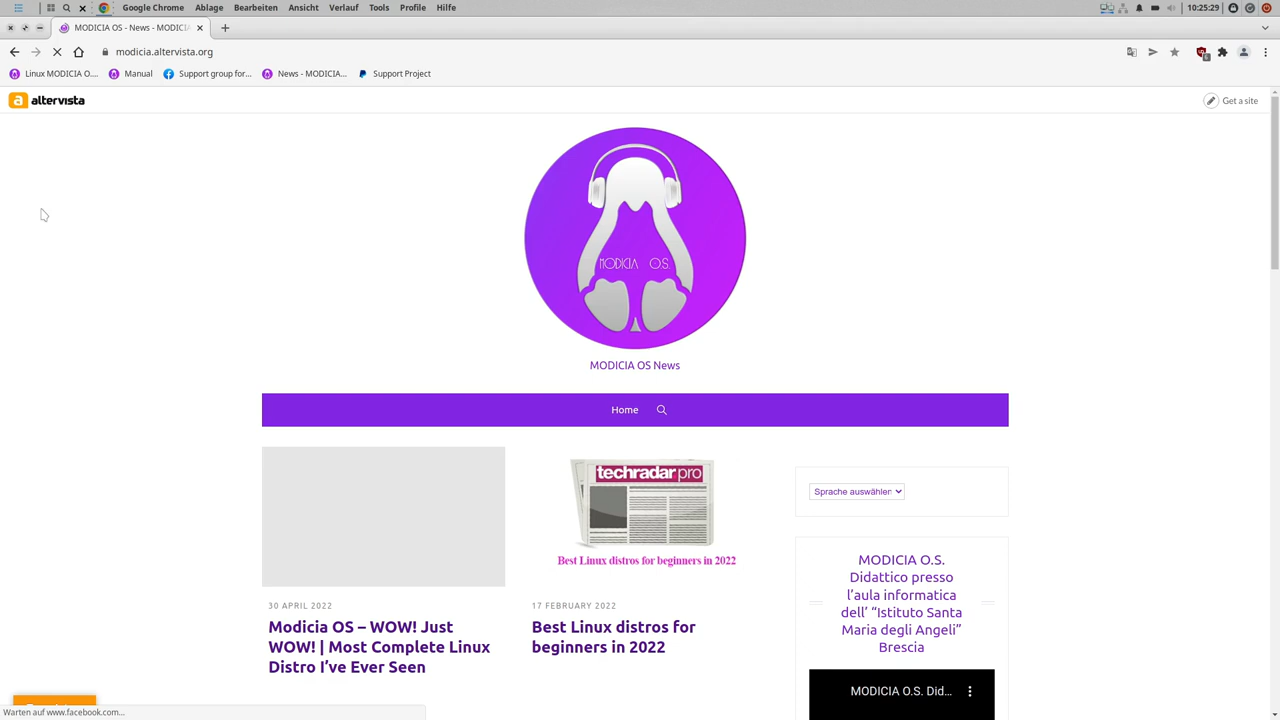 Google Chrome Ablage Bearbeiten Ansicht Verlauf Tools Profile Hilfe 10:25:29
MODICIA OS - News - MODICIA
modicia.altervista.org
6
Linux MODICIA O.... Manual Support group for... News - MODICIA... Support Project
a altervista Get a site
MODICIA O.S.
MODICIA OS News
Home
techradar pro
Best Linux distros for beginners in 2022
30 APRIL 2022
Modicia OS – WOW! Just
WOW! | Most Complete Linux
Distro I've Ever Seen
17 FEBRUARY 2022
Best Linux distros for
beginners in 2022
Sprache auswählen
MODICIA O.S.
Didattico presso
l'aula informatica
dell' “Istituto Santa
Maria degli Angeli”
Brescia
MODICIA O.S. Did...
Warten auf www.facebook.com...